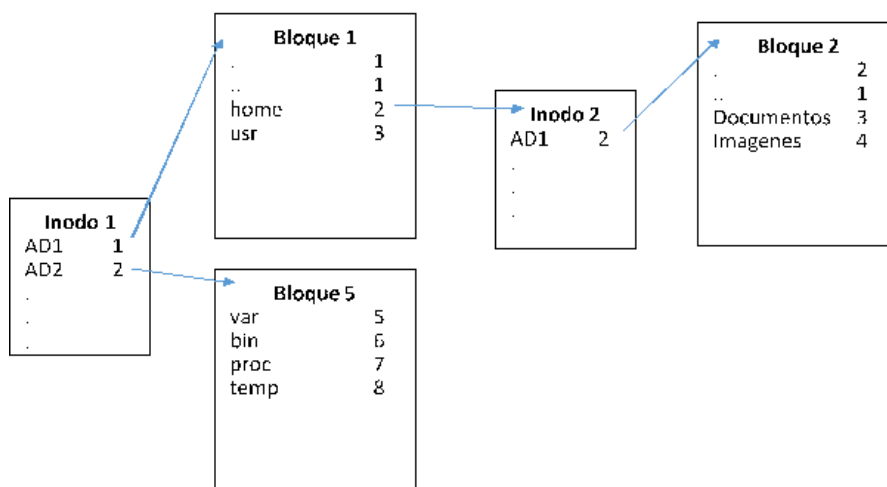 Bloque 1
. 1
.. 1
home 2
usr 3
Bloque 2
. 2
.. 1
Documentos 3
Imagenes 4
Inodo 2
AD1 2
.
.
.
Inodo 1
AD1 1
AD2 2
.
.
.
Bloque 5
var 5
bin 6
proc 7
temp 8